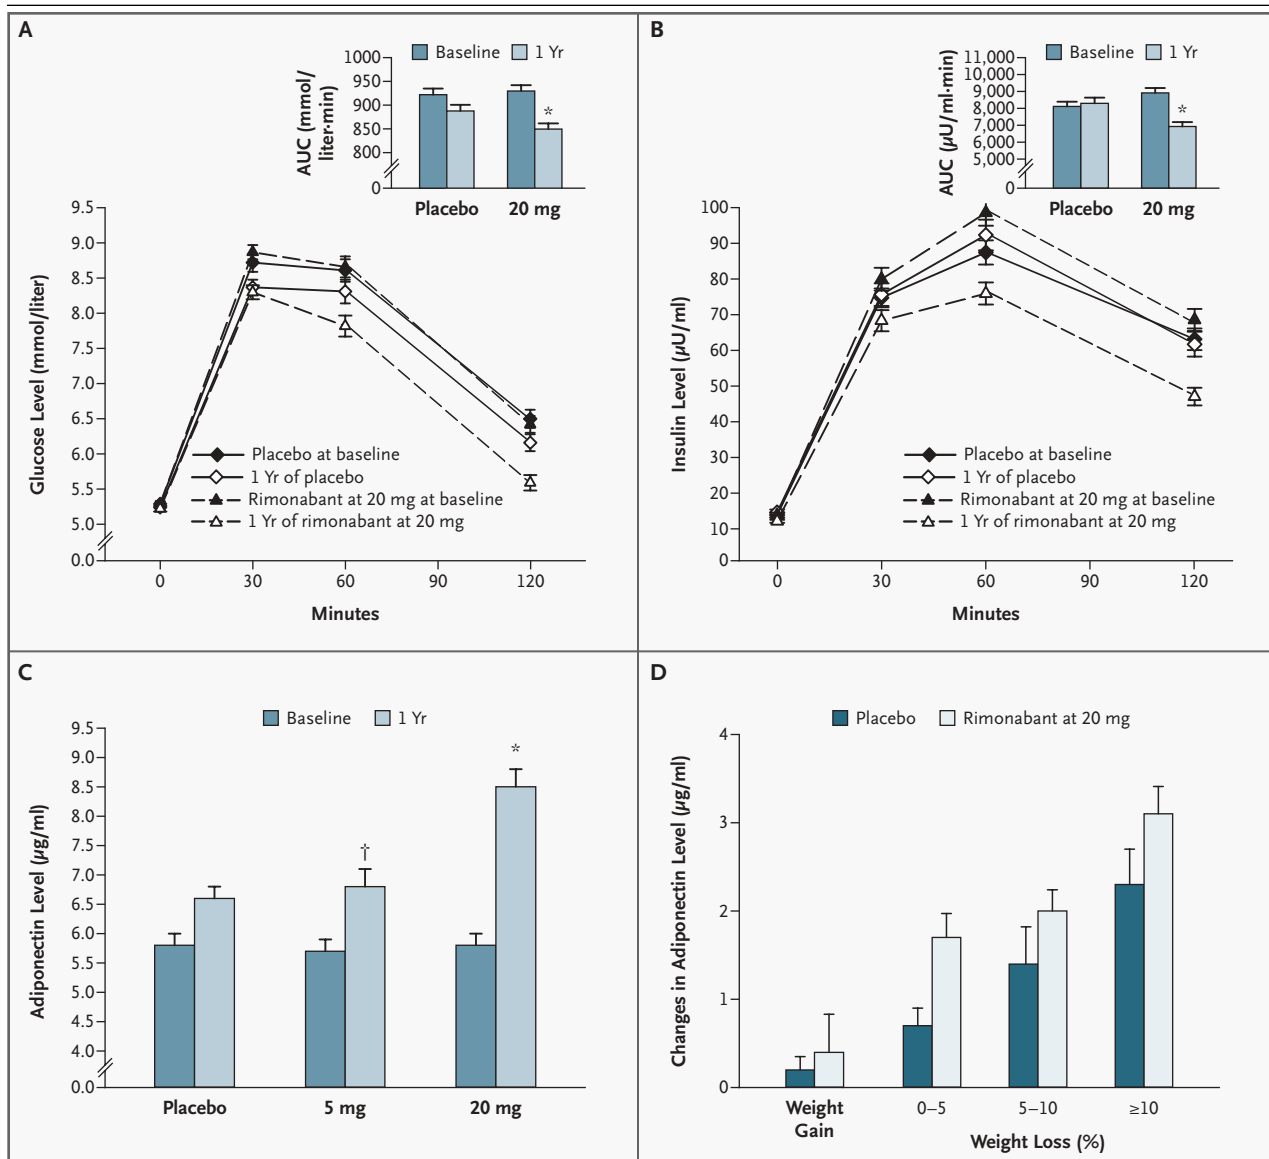 A
Baseline 1 Yr
AUC (mmol/
liter·min)
1000
950
900
850
800
0
*
Placebo 20 mg
Glucose Level (mmol/liter)
9.5
9.0
8.5
8.0
7.5
7.0
6.5
6.0
5.5
5.0
0.0
Placebo at baseline
1 Yr of placebo
Rimonabant at 20 mg at baseline
1 Yr of rimonabant at 20 mg
0 30 60 90 120
Minutes
B
Baseline 1 Yr
AUC (µU/ml·min)
11,000
10,000
9,000
8,000
7,000
6,000
5,000
0
*
Placebo 20 mg
Insulin Level (µU/ml)
100
90
80
70
60
50
40
30
20
10
0
Placebo at baseline
1 Yr of placebo
Rimonabant at 20 mg at baseline
1 Yr of rimonabant at 20 mg
0 30 60 90 120
Minutes
C
Baseline 1 Yr
Adiponectin Level (µg/ml)
9.5
9.0
8.5
8.0
7.5
7.0
6.5
6.0
5.5
5.0
4.5
4.0
0.0
†
*
Placebo 5 mg 20 mg
D
Placebo Rimonabant at 20 mg
Changes in Adiponectin Level (µg/ml)
4
3
2
1
0
Weight
Gain
0–5 5–10 ≥10
Weight Loss (%)